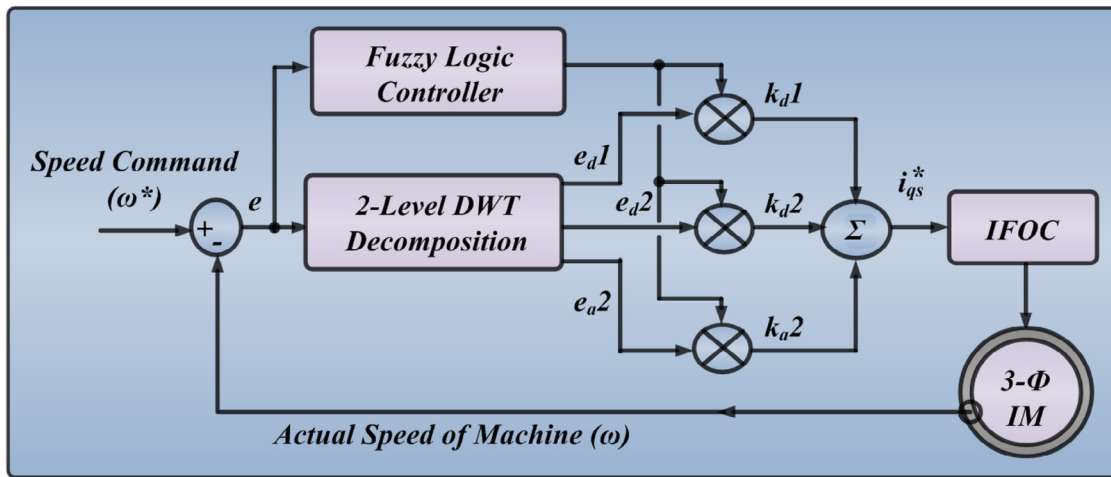 Fuzzy Logic
Controller
k_d1
e_d1
Speed Command
(ω*)
e
+
-
2-Level DWT
Decomposition
e_d2
k_d2
Σ
i_qs^*
IFOC
e_a2
k_a2
3-Φ
IM
Actual Speed of Machine (ω)